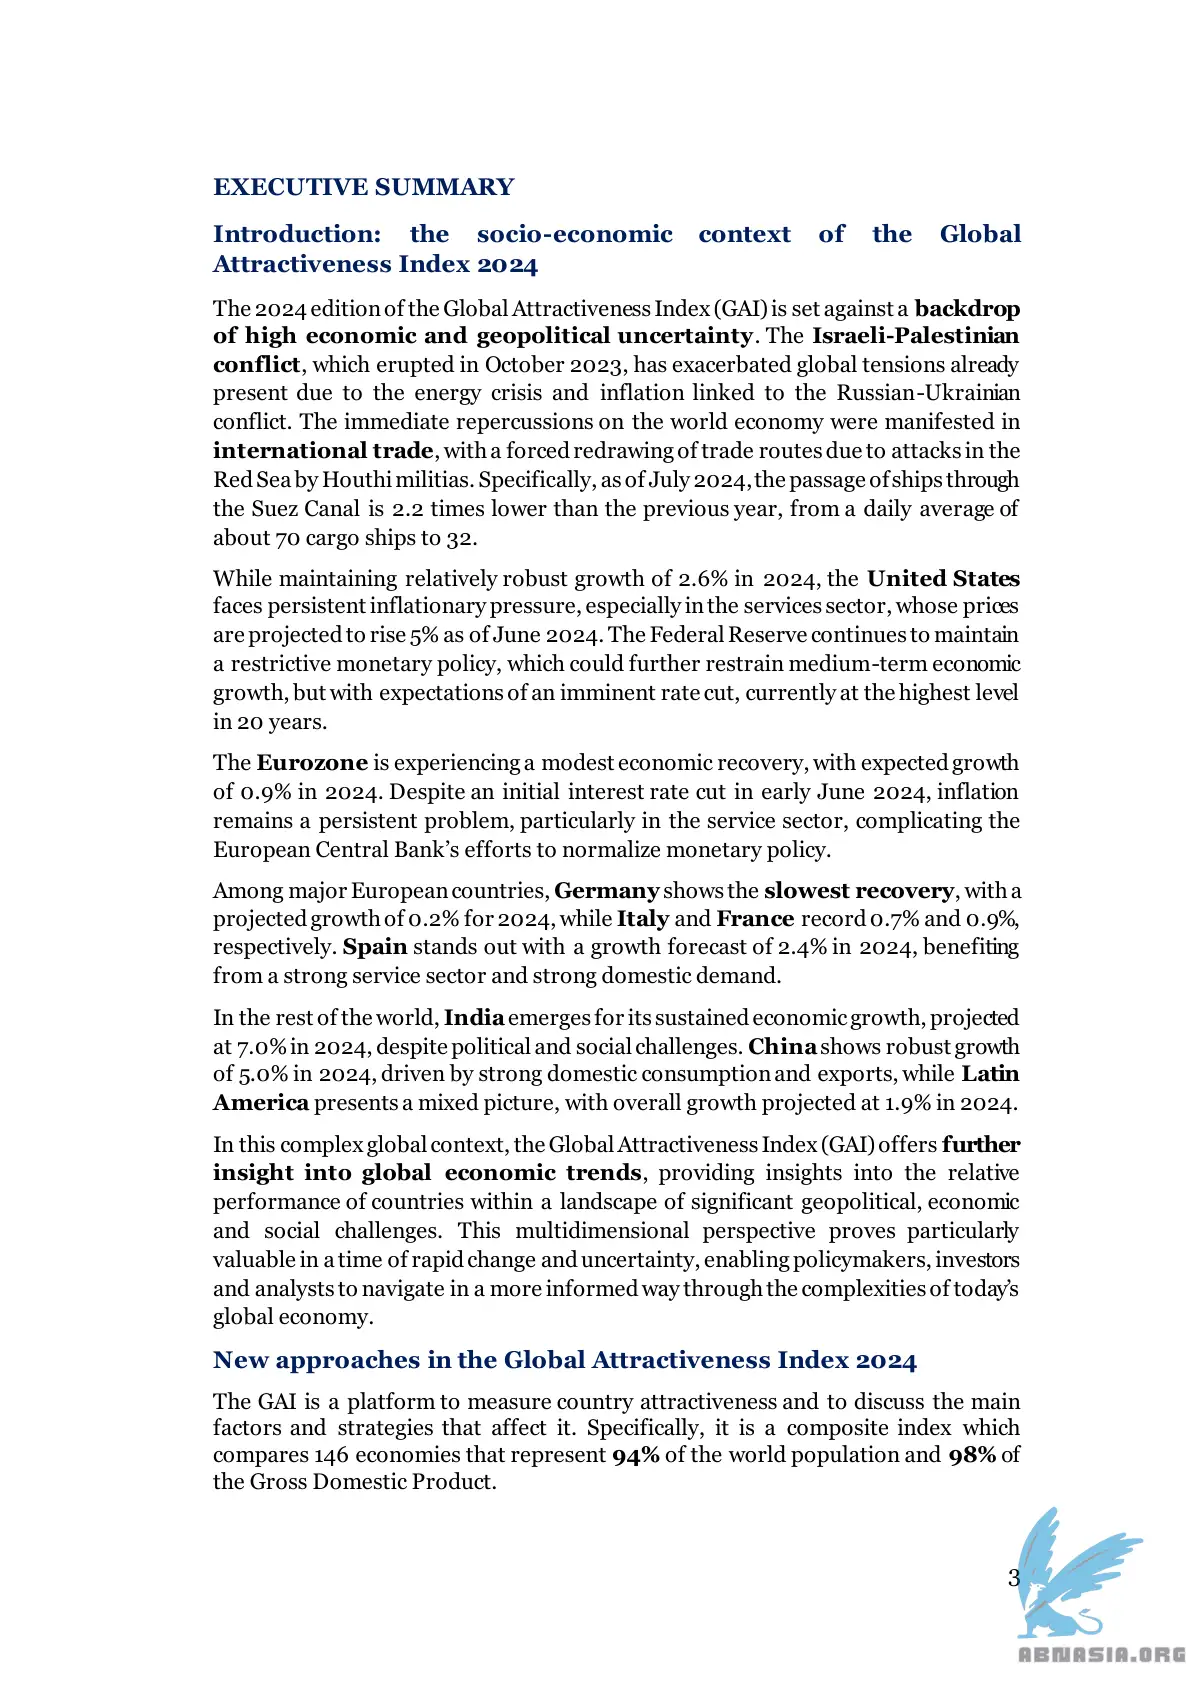 EXECUTIVE SUMMARY
Introduction: the socio-economic context of the Global
Attractiveness Index 2024
The 2024 edition of the Global Attractiveness Index (GAI) is set against a backdrop
of high economic and geopolitical uncertainty. The Israeli-Palestinian
conflict, which erupted in October 2023, has exacerbated global tensions already
present due to the energy crisis and inflation linked to the Russian-Ukrainian
conflict. The immediate repercussions on the world economy were manifested in
international trade, with a forced redrawing of trade routes due to attacks in the
Red Sea by Houthi militias. Specifically, as of July 2024, the passage of ships through
the Suez Canal is 2.2 times lower than the previous year, from a daily average of
about 70 cargo ships to 32.
While maintaining relatively robust growth of 2.6% in 2024, the United States
faces persistent inflationary pressure, especially in the services sector, whose prices
are projected to rise 5% as of June 2024. The Federal Reserve continues to maintain
a restrictive monetary policy, which could further restrain medium-term economic
growth, but with expectations of an imminent rate cut, currently at the highest level
in 20 years.
The Eurozone is experiencing a modest economic recovery, with expected growth
of 0.9% in 2024. Despite an initial interest rate cut in early June 2024, inflation
remains a persistent problem, particularly in the service sector, complicating the
European Central Bank's efforts to normalize monetary policy.
Among major European countries, Germany shows the slowest recovery, with a
projected growth of 0.2% for 2024, while Italy and France record 0.7% and 0.9%,
respectively. Spain stands out with a growth forecast of 2.4% in 2024, benefiting
from a strong service sector and strong domestic demand.
In the rest of the world, India emerges for its sustained economic growth, projected
at 7.0% in 2024, despite political and social challenges. China shows robust growth
of 5.0% in 2024, driven by strong domestic consumption and exports, while Latin
America presents a mixed picture, with overall growth projected at 1.9% in 2024.
In this complex global context, the Global Attractiveness Index (GAI) offers further
insight into global economic trends, providing insights into the relative
performance of countries within a landscape of significant geopolitical, economic
and social challenges. This multidimensional perspective proves particularly
valuable in a time of rapid change and uncertainty, enabling policymakers, investors
and analysts to navigate in a more informed way through the complexities of today's
global economy.
New approaches in the Global Attractiveness Index 2024
The GAI is a platform to measure country attractiveness and to discuss the main
factors and strategies that affect it. Specifically, it is a composite index which
compares 146 economies that represent 94% of the world population and 98% of
the Gross Domestic Product.
3
ABNASIA.ORG